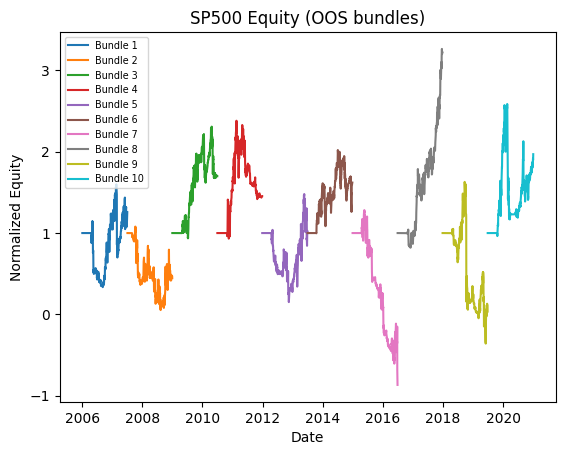 SP500 Equity (OOS bundles)
Bundle 1
Bundle 2
Bundle 3
Bundle 4
Bundle 5
Bundle 6
Bundle 7
Bundle 8
Bundle 9
Bundle 10
Normalized Equity
3
2
1
0
−1
2006 2008 2010 2012 2014 2016 2018 2020
Date